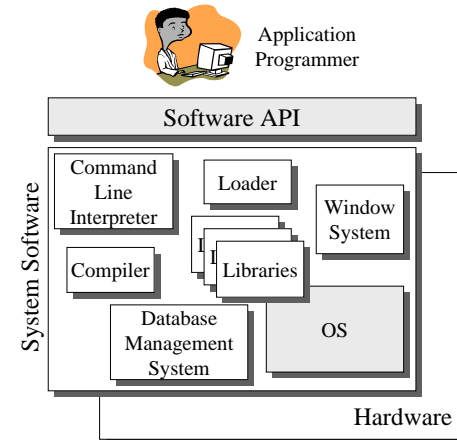 Application
Programmer
Software API
System Software
Command
Line
Interpreter
Loader
Window
System
Compiler
Libraries
Database
Management
System
OS
Hardware